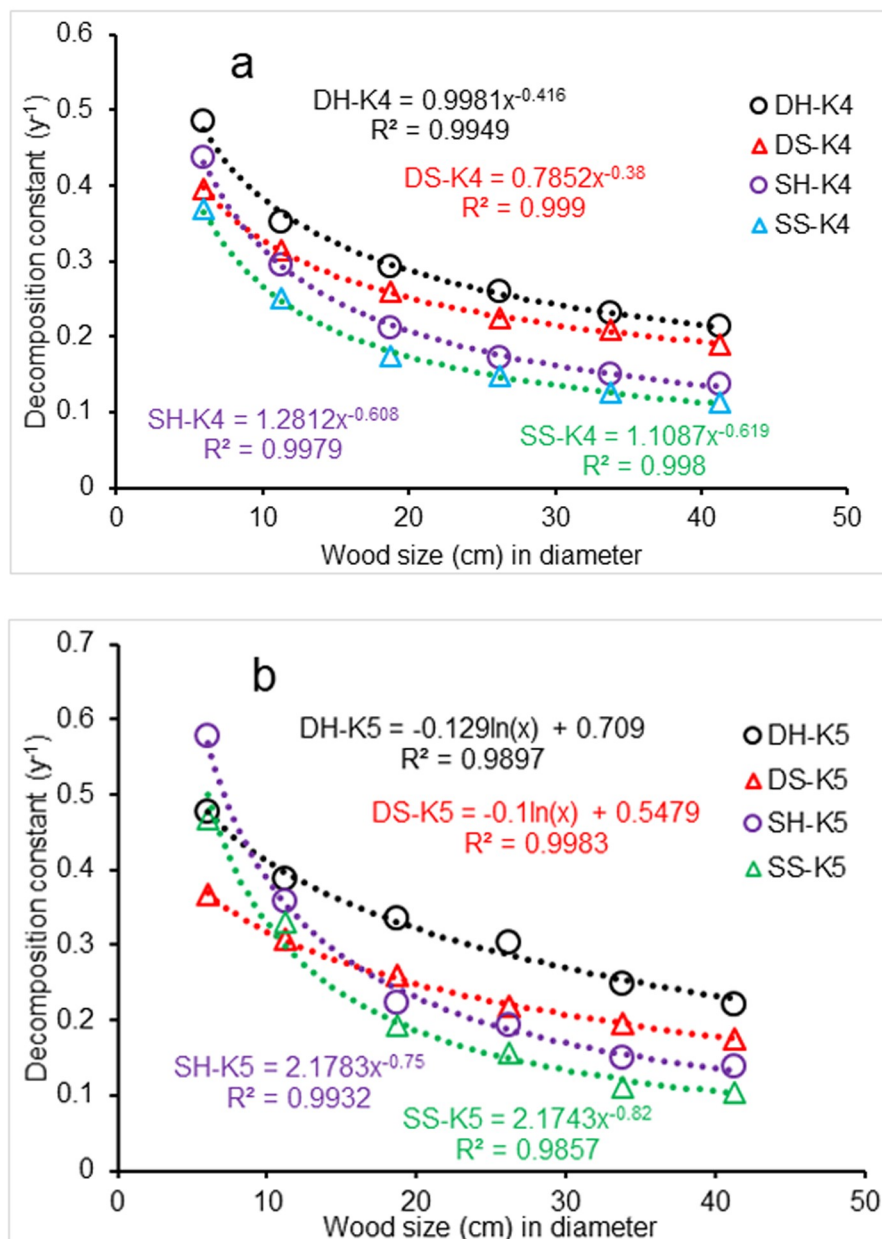 a
0.6
0.5
0.4
0.3
0.2
0.1
0
Decomposition constant (y⁻¹)
DH-K4 = 0.9981x⁻⁰·⁴¹⁶
R² = 0.9949
DS-K4 = 0.7852x⁻⁰·³⁸
R² = 0.999
DH-K4
DS-K4
SH-K4
SS-K4
SH-K4 = 1.2812x⁻⁰·⁶⁰⁸
R² = 0.9979
SS-K4 = 1.1087x⁻⁰·⁶¹⁹
R² = 0.998
0 10 20 30 40 50
Wood size (cm) in diameter
b
0.7
0.6
0.5
0.4
0.3
0.2
0.1
0
Decomposition constant (y⁻¹)
DH-K5 = -0.129ln(x) + 0.709
R² = 0.9897
DS-K5 = -0.1ln(x) + 0.5479
R² = 0.9983
DH-K5
DS-K5
SH-K5
SS-K5
SH-K5 = 2.1783x⁻⁰·⁷⁵
R² = 0.9932
SS-K5 = 2.1743x⁻⁰·⁸²
R² = 0.9857
0 10 20 30 40 50
Wood size (cm) in diameter